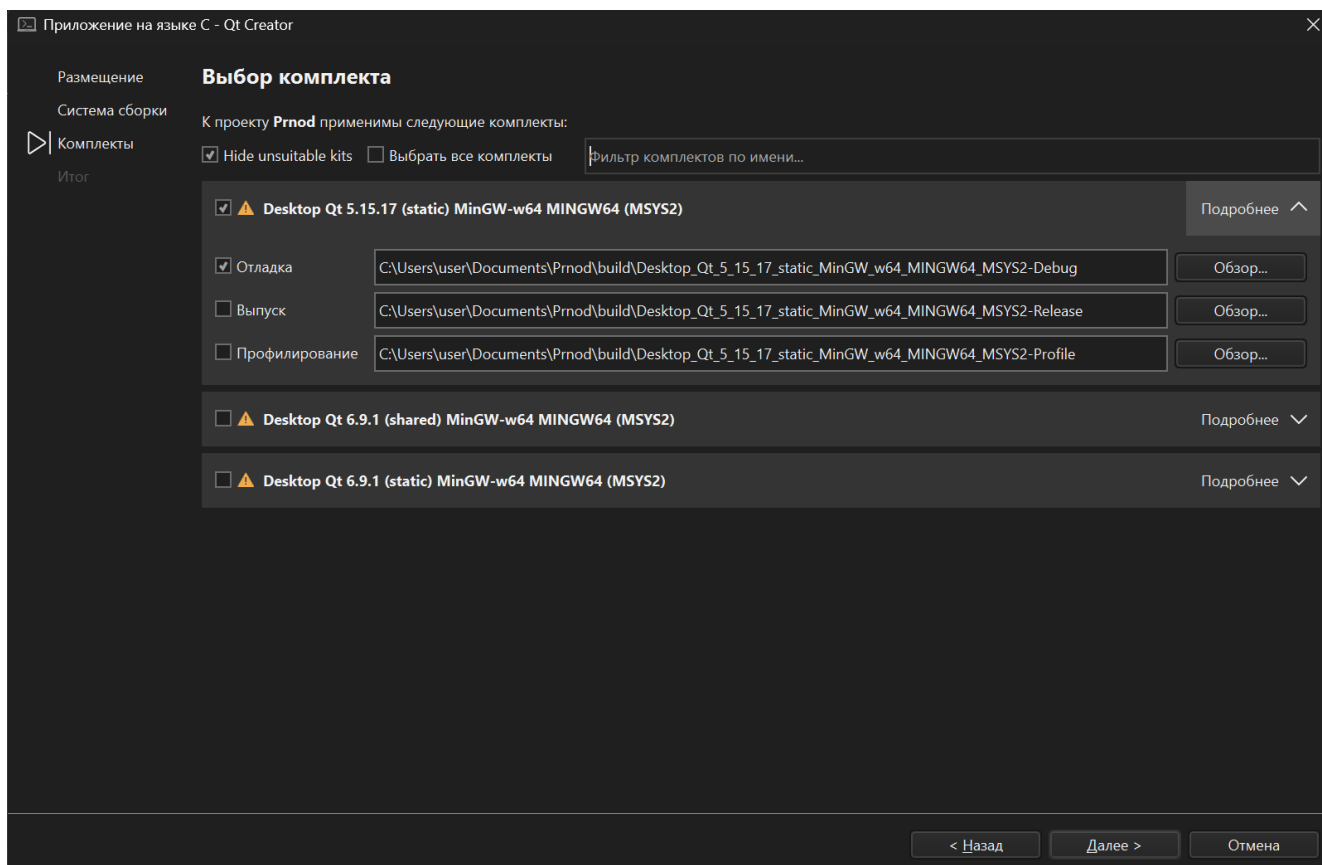 Приложение на языке C - Qt Creator
Размещение
Система сборки
Комплекты
Итог
Выбор комплекта
К проекту Prnod применимы следующие комплекты:
Hide unsuitable kits Выбрать все комплекты Фильтр комплектов по имени...
Desktop Qt 5.15.17 (static) MinGW-w64 MINGW64 (MSYS2) Подробнее
Отладка C:\Users\user\Documents\Prnod\build\Desktop_Qt_5_15_17_static_MinGW_w64_MINGW64_MSYS2-Debug Обзор...
Выпуск C:\Users\user\Documents\Prnod\build\Desktop_Qt_5_15_17_static_MinGW_w64_MINGW64_MSYS2-Release Обзор...
Профилирование C:\Users\user\Documents\Prnod\build\Desktop_Qt_5_15_17_static_MinGW_w64_MINGW64_MSYS2-Profile Обзор...
Desktop Qt 6.9.1 (shared) MinGW-w64 MINGW64 (MSYS2) Подробнее
Desktop Qt 6.9.1 (static) MinGW-w64 MINGW64 (MSYS2) Подробнее
< Назад Далее > Отмена